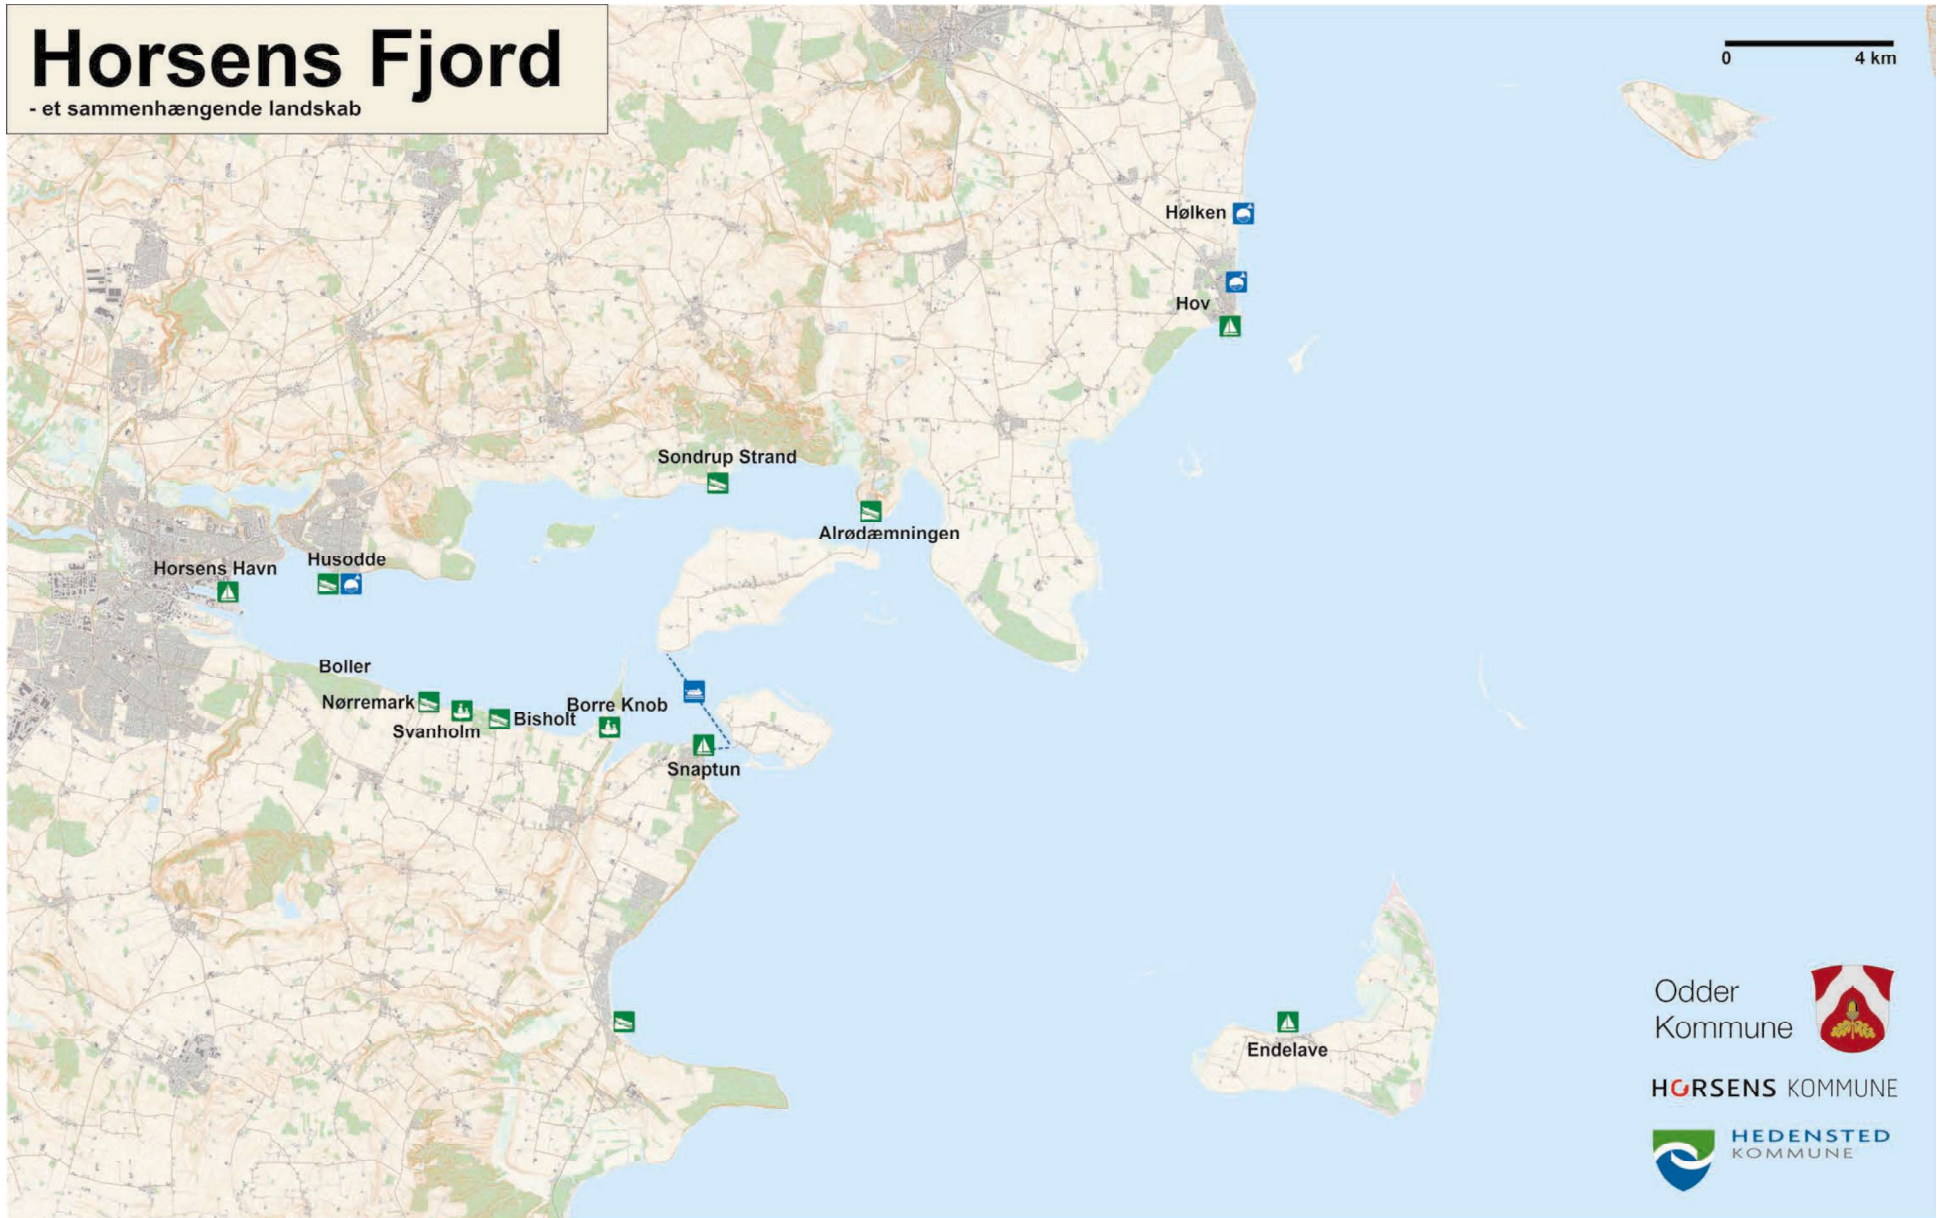 Horsens Fjord
- et sammenhængende landskab
0 4 km
Hølken
Hov
Sondrup Strand
Alrødæmningen
Husodde
Horsens Havn
Boller
Nørremark
Svanholm
Bisholt
Borre Knob
Snaptun
Endelave
Odder
Kommune
HORSENS KOMMUNE
HEDENSTED
KOMMUNE